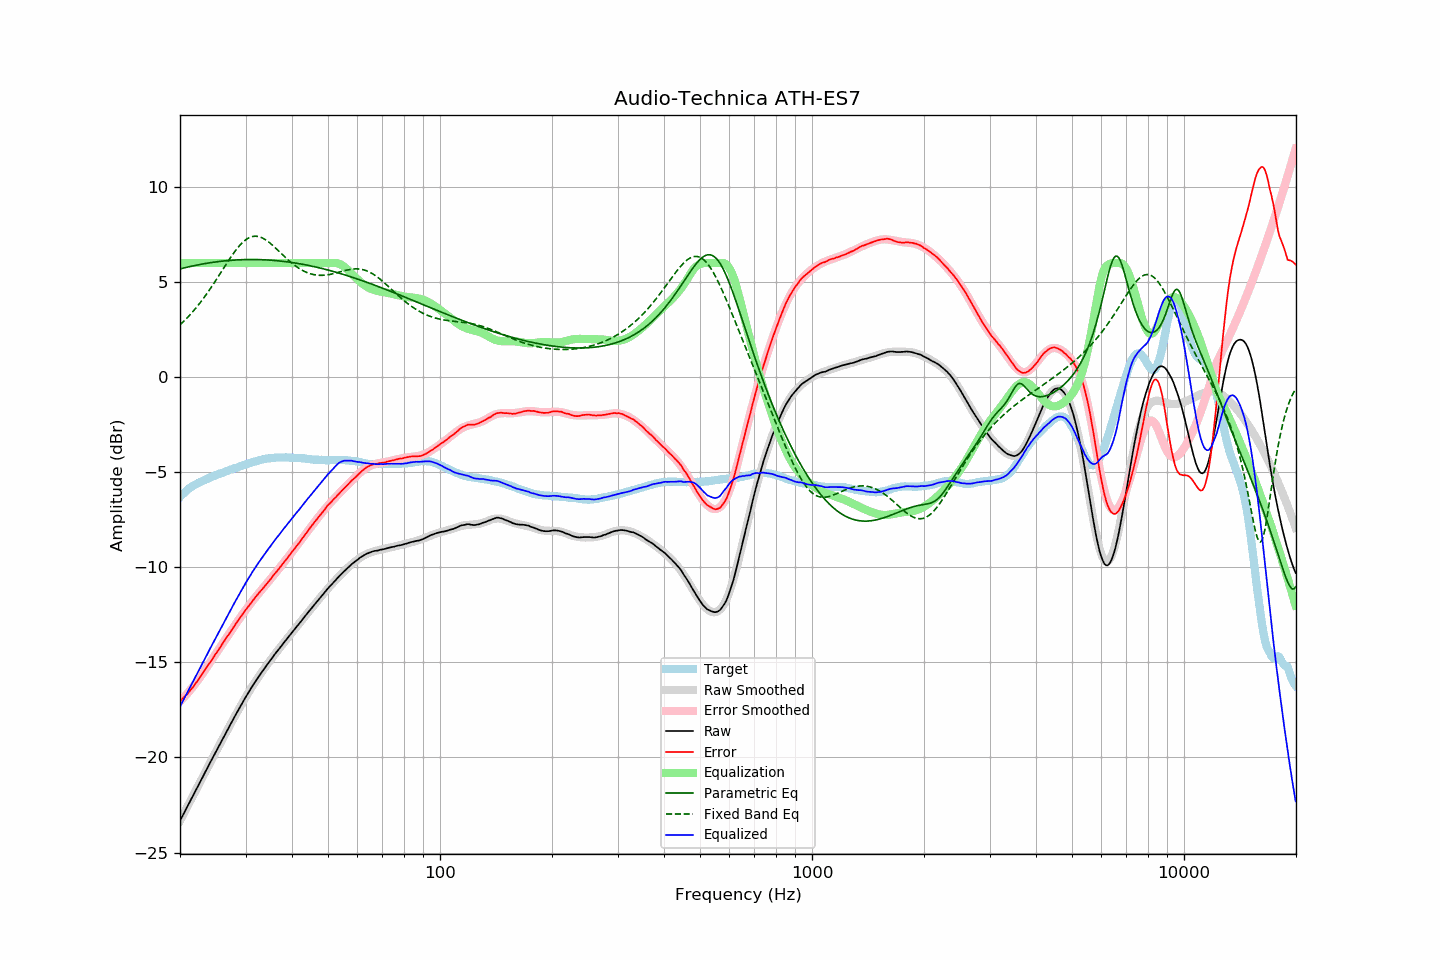 Audio-Technica ATH-ES7
Amplitude (dBr)
10
5
0
−5
−10
−15
−20
−25
Target
Raw Smoothed
Error Smoothed
Raw
Error
Equalization
Parametric Eq
Fixed Band Eq
Equalized
100 1000 10000
Frequency (Hz)